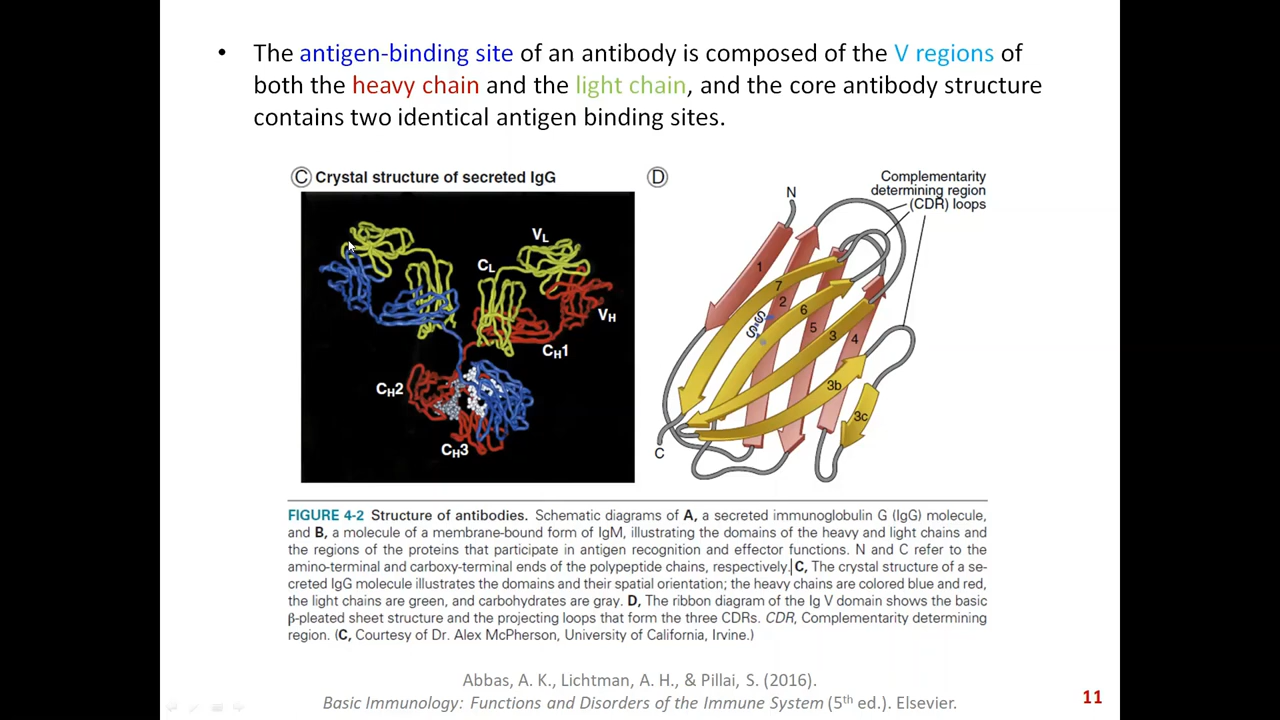 • The antigen-binding site of an antibody is composed of the V regions of
both the heavy chain and the light chain, and the core antibody structure
contains two identical antigen binding sites.
C Crystal structure of secreted IgG
VL
CL
VH
CH1
CH2
CH3
D
Complementarity
determining region
(CDR) loops
N
1
7
2
6
5
3
4
S
S
3b
3c
C
FIGURE 4-2 Structure of antibodies. Schematic diagrams of A, a secreted immunoglobulin G (IgG) molecule,
and B, a molecule of a membrane-bound form of IgM, illustrating the domains of the heavy and light chains and
the regions of the proteins that participate in antigen recognition and effector functions. N and C refer to the
amino-terminal and carboxy-terminal ends of the polypeptide chains, respectively. C, The crystal structure of a se-
creted IgG molecule illustrates the domains and their spatial orientation; the heavy chains are colored blue and red,
the light chains are green, and carbohydrates are gray. D, The ribbon diagram of the Ig V domain shows the basic
β-pleated sheet structure and the projecting loops that form the three CDRs. CDR, Complementarity determining
region. (C, Courtesy of Dr. Alex McPherson, University of California, Irvine.)
Abbas, A. K., Lichtman, A. H., & Pillai, S. (2016).
Basic Immunology: Functions and Disorders of the Immune System (5th ed.). Elsevier.
11